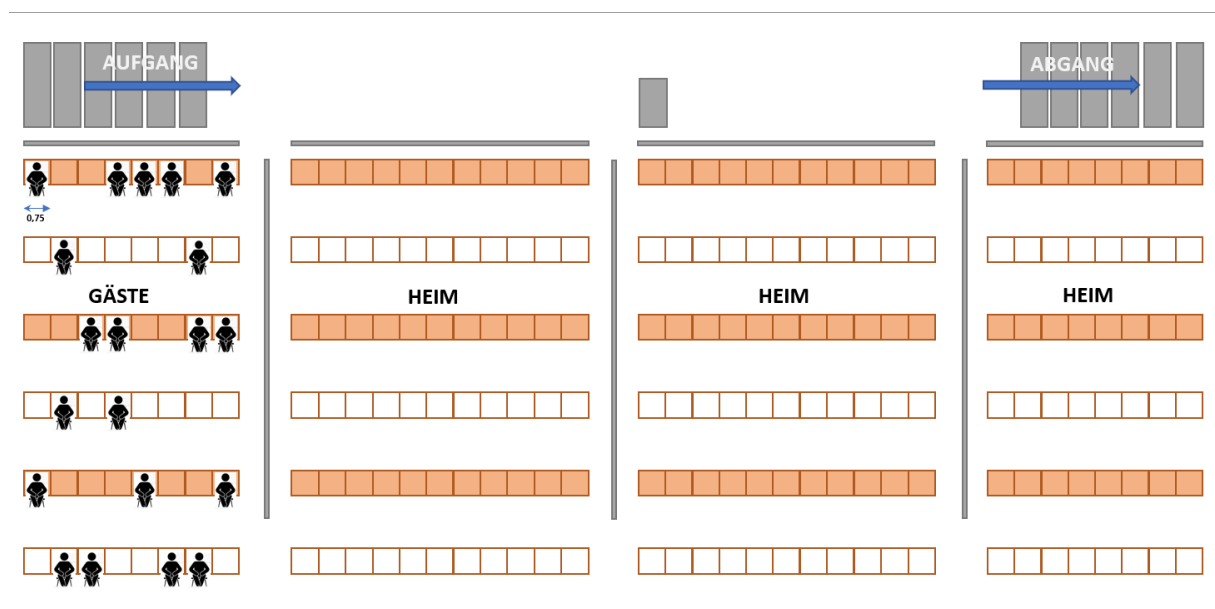 AUFGANG
ABGANG
0,75
GÄSTE
HEIM
HEIM
HEIM